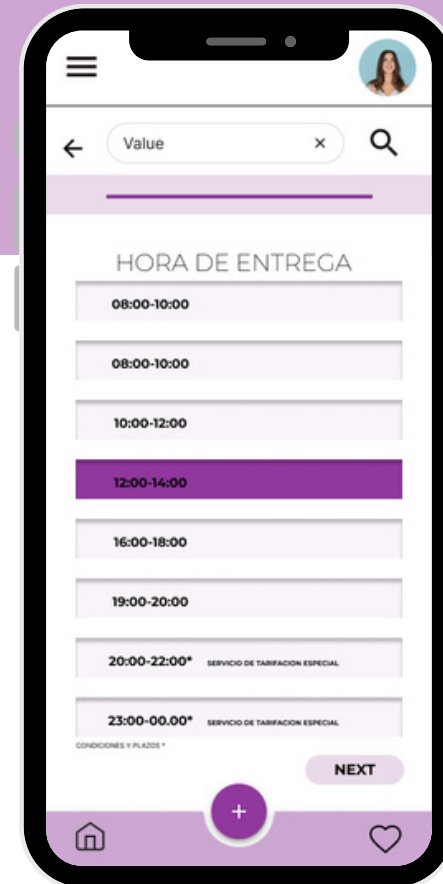 Value
HORA DE ENTREGA
08:00-10:00
08:00-10:00
10:00-12:00
12:00-14:00
16:00-18:00
19:00-20:00
20:00-22:00* SERVICIO DE TARIFACION ESPECIAL
23:00-00.00* SERVICIO DE TARIFACION ESPECIAL
CONDICIONES Y PLAZOS *
NEXT